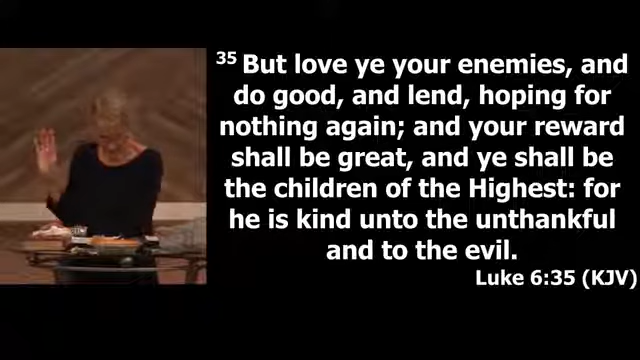 35 But love ye your enemies, and
do good, and lend, hoping for
nothing again; and your reward
shall be great, and ye shall be
the children of the Highest: for
he is kind unto the unthankful
and to the evil.
Luke 6:35 (KJV)